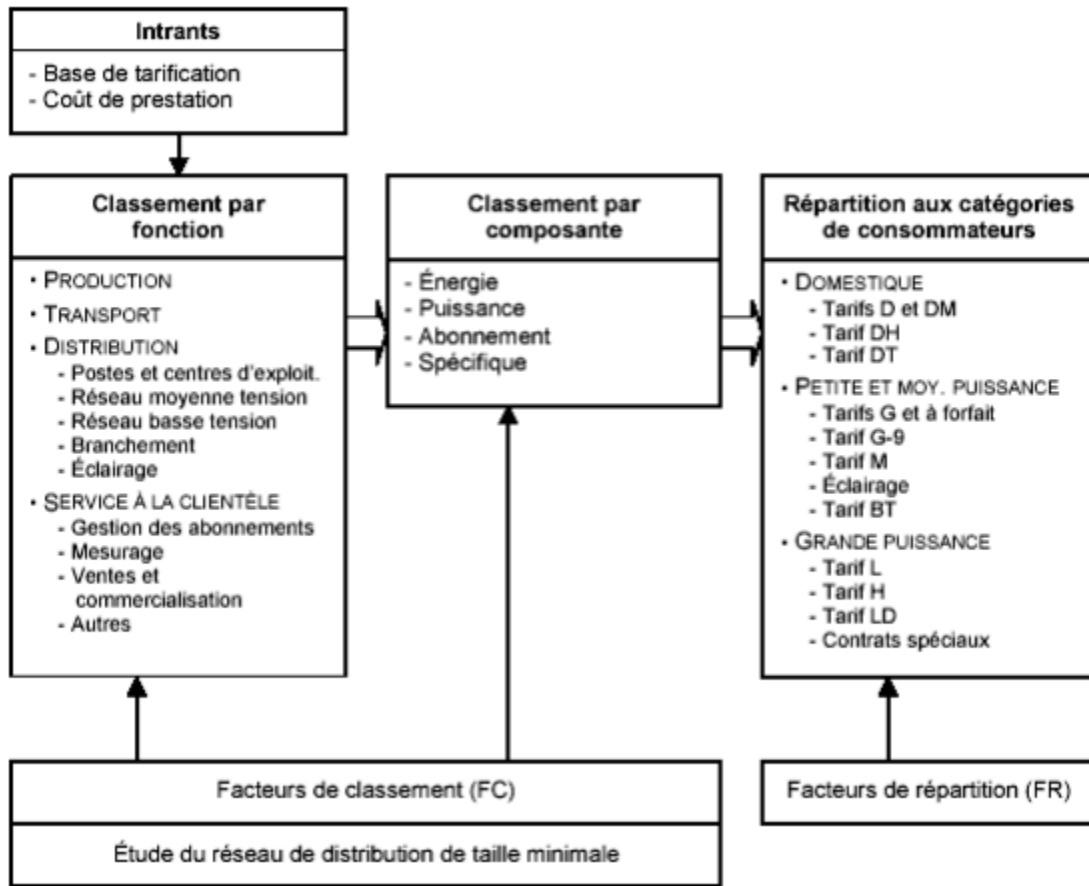 Intrants
- Base de tarification
- Coût de prestation
Classement par
fonction
• PRODUCTION
• TRANSPORT
• DISTRIBUTION
- Postes et centres d'exploit.
- Réseau moyenne tension
- Réseau basse tension
- Branchement
- Éclairage
• SERVICE À LA CLIENTÈLE
- Gestion des abonnements
- Mesurage
- Ventes et
commercialisation
- Autres
Classement par
composante
- Énergie
- Puissance
- Abonnement
- Spécifique
Répartition aux catégories
de consommateurs
• DOMESTIQUE
- Tarifs D et DM
- Tarif DH
- Tarif DT
• PETITE ET MOY. PUISSANCE
- Tarifs G et à forfait
- Tarif G-9
- Tarif M
- Éclairage
- Tarif BT
• GRANDE PUISSANCE
- Tarif L
- Tarif H
- Tarif LD
- Contrats spéciaux
Facteurs de classement (FC)
Étude du réseau de distribution de taille minimale
Facteurs de répartition (FR)